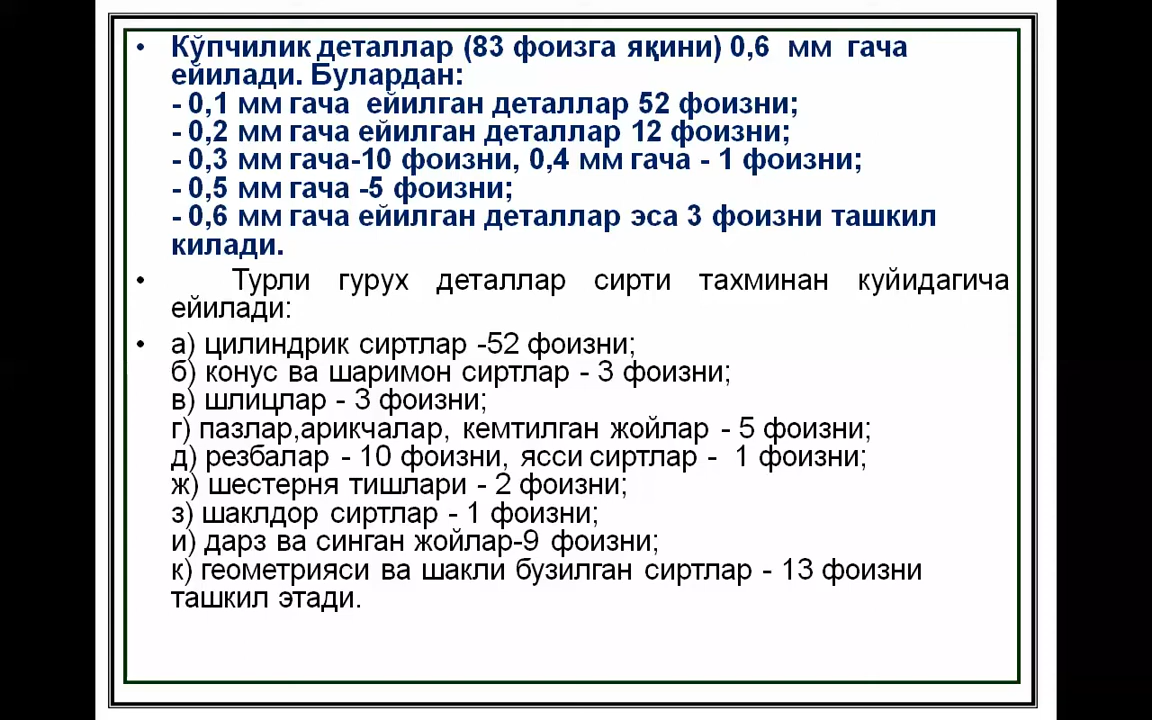 • Кўпчилик деталлар (83 фоизга яқини) 0,6 мм гача
ейилади. Булардан:
- 0,1 мм гача ейилган деталлар 52 фоизни;
- 0,2 мм гача ейилган деталлар 12 фоизни;
- 0,3 мм гача-10 фоизни, 0,4 мм гача - 1 фоизни;
- 0,5 мм гача -5 фоизни;
- 0,6 мм гача ейилган деталлар эса 3 фоизни ташкил
килади.
• Турли гурух деталлар сирти тахминан куйидагича
ейилади:
• а) цилиндрик сиртлар -52 фоизни;
б) конус ва шаримон сиртлар - 3 фоизни;
в) шлицлар - 3 фоизни;
г) пазлар,арикчалар, кемтилган жойлар - 5 фоизни;
д) резбалар - 10 фоизни, ясси сиртлар - 1 фоизни;
ж) шестерня тишлари - 2 фоизни;
з) шаклдор сиртлар - 1 фоизни;
и) дарз ва синган жойлар-9 фоизни;
к) геометрияси ва шакли бузилган сиртлар - 13 фоизни
ташкил этади.